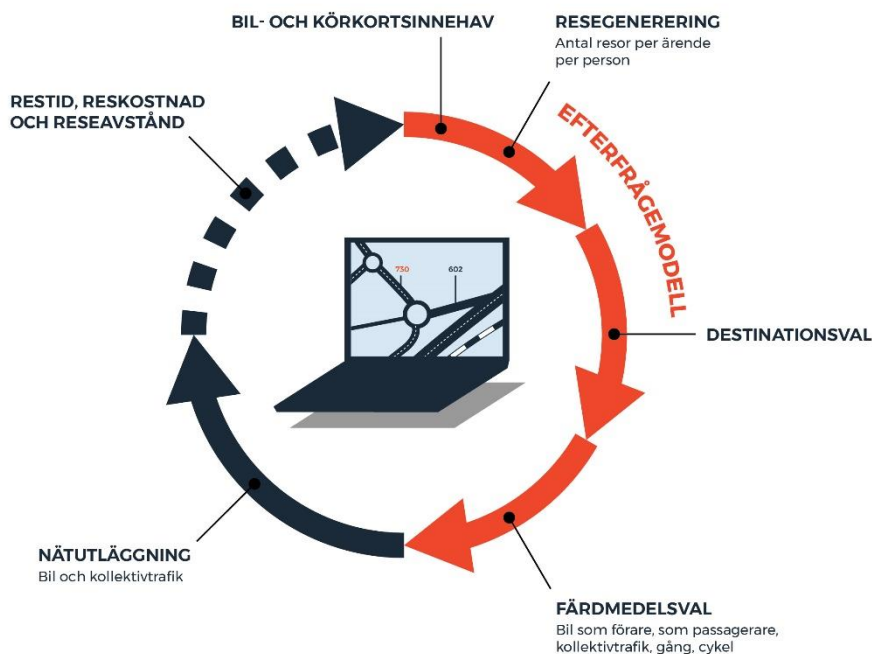 BIL- OCH KÖRKORTSINNEHAV
RESEGENERERING
Antal resor per ärende
per person
RESTID, RESKOSTNAD
OCH RESEAVSTÅND
EFTERFRÅGEMODELL
730
602
DESTINATIONSVAL
NÄTUTLÄGGNING
Bil och kollektivtrafik
FÄRDMEDELSVAL
Bil som förare, som passagerare,
kollektivtrafik, gång, cykel